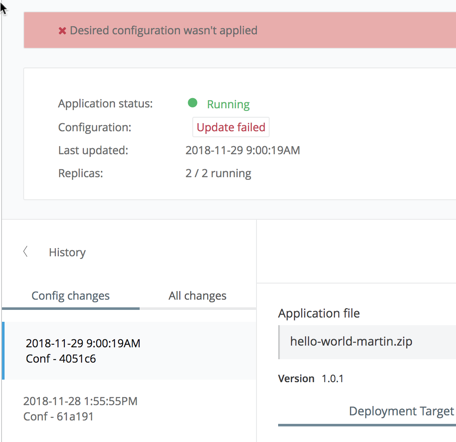 ✖ Desired configuration wasn't applied
Application status: Running
Configuration: Update failed
Last updated: 2018-11-29 9:00:19AM
Replicas: 2 / 2 running
History
Config changes All changes
2018-11-29 9:00:19AM
Conf - 4051c6
2018-11-28 1:55:55PM
Conf - 61a191
Application file
hello-world-martin.zip
Version 1.0.1
Deployment Target